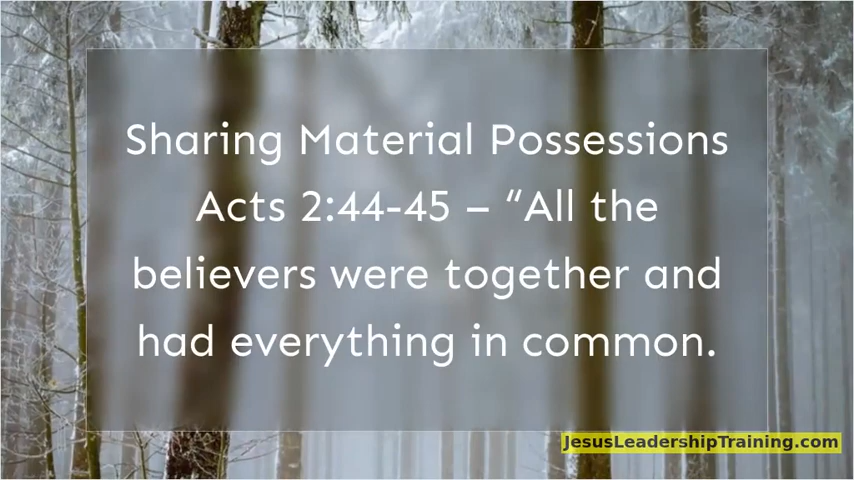 Sharing Material Possessions
Acts 2:44-45 – “All the
believers were together and
had everything in common.
JesusLeadershipTraining.com